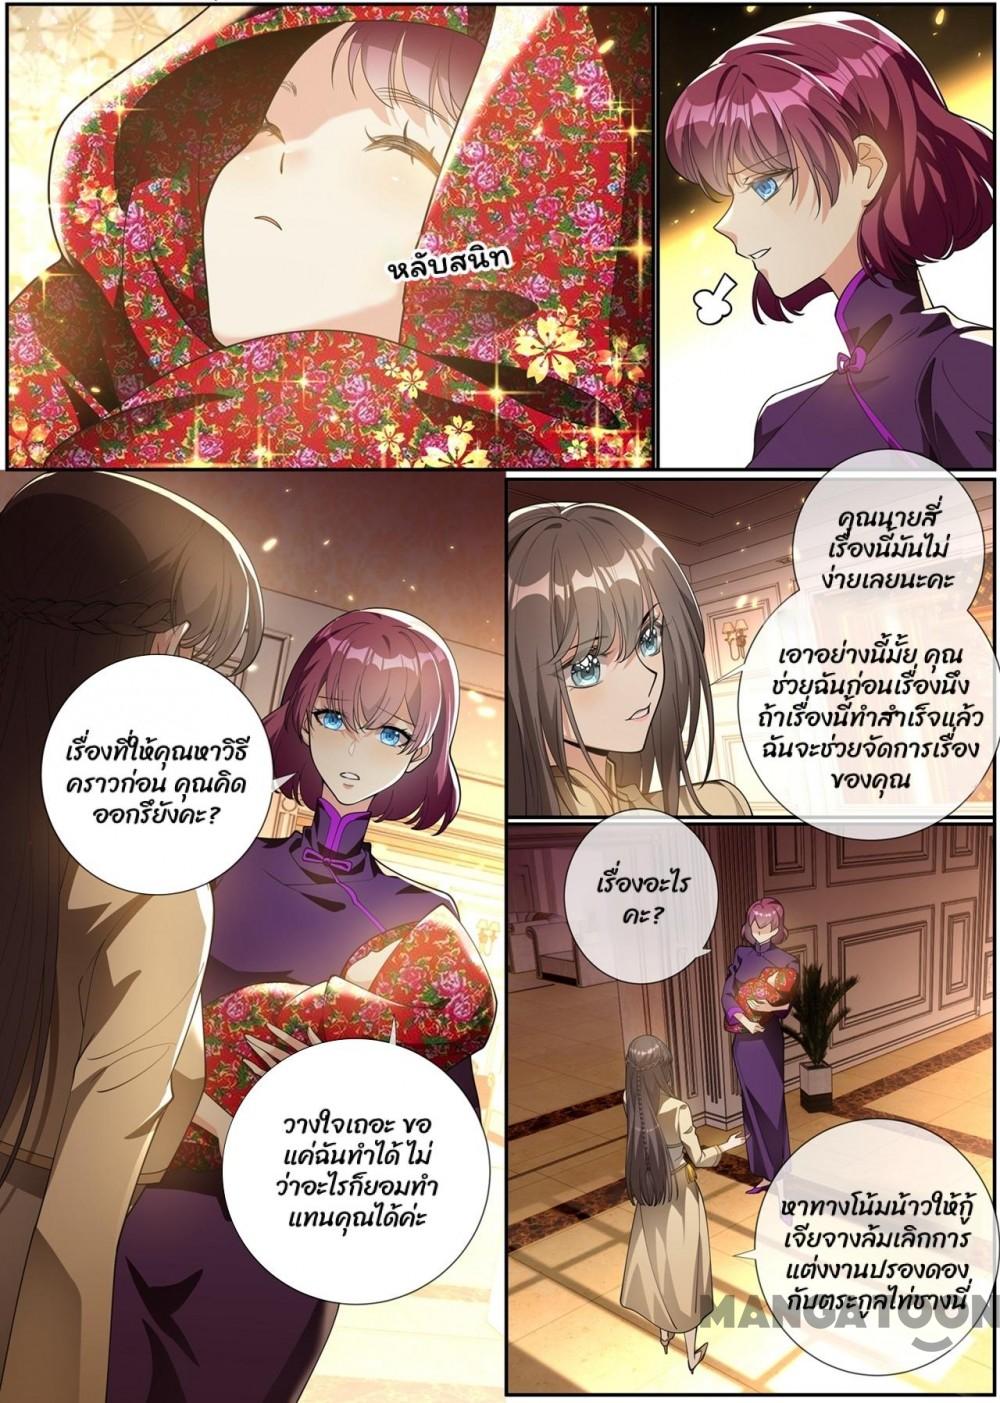 หลับสนิท
เรื่องที่ให้คุณหาวิธี
คราวก่อน คุณคิด
ออกรึยังคะ?
คุณนายสี่
เรื่องนี้มันไม่
ง่ายเลยนะคะ
เอาอย่างนี้มั้ย คุณ
ช่วยฉันก่อนเรื่องนึง
ถ้าเรื่องนี้ทำสำเร็จแล้ว
ฉันจะช่วยจัดการเรื่อง
ของคุณ
วางใจเถอะ ขอ
แค่ฉันทำได้ ไม่
ว่าอะไรก็ยอมทำ
แทนคุณได้ค่ะ
เรื่องอะไร
คะ?
หาทางโน้มน้าวให้กู้
เจียจางล้มเลิกการ
แต่งงานปรองดอง
กับตระกูลไท่ชางนี่
MANGATOON